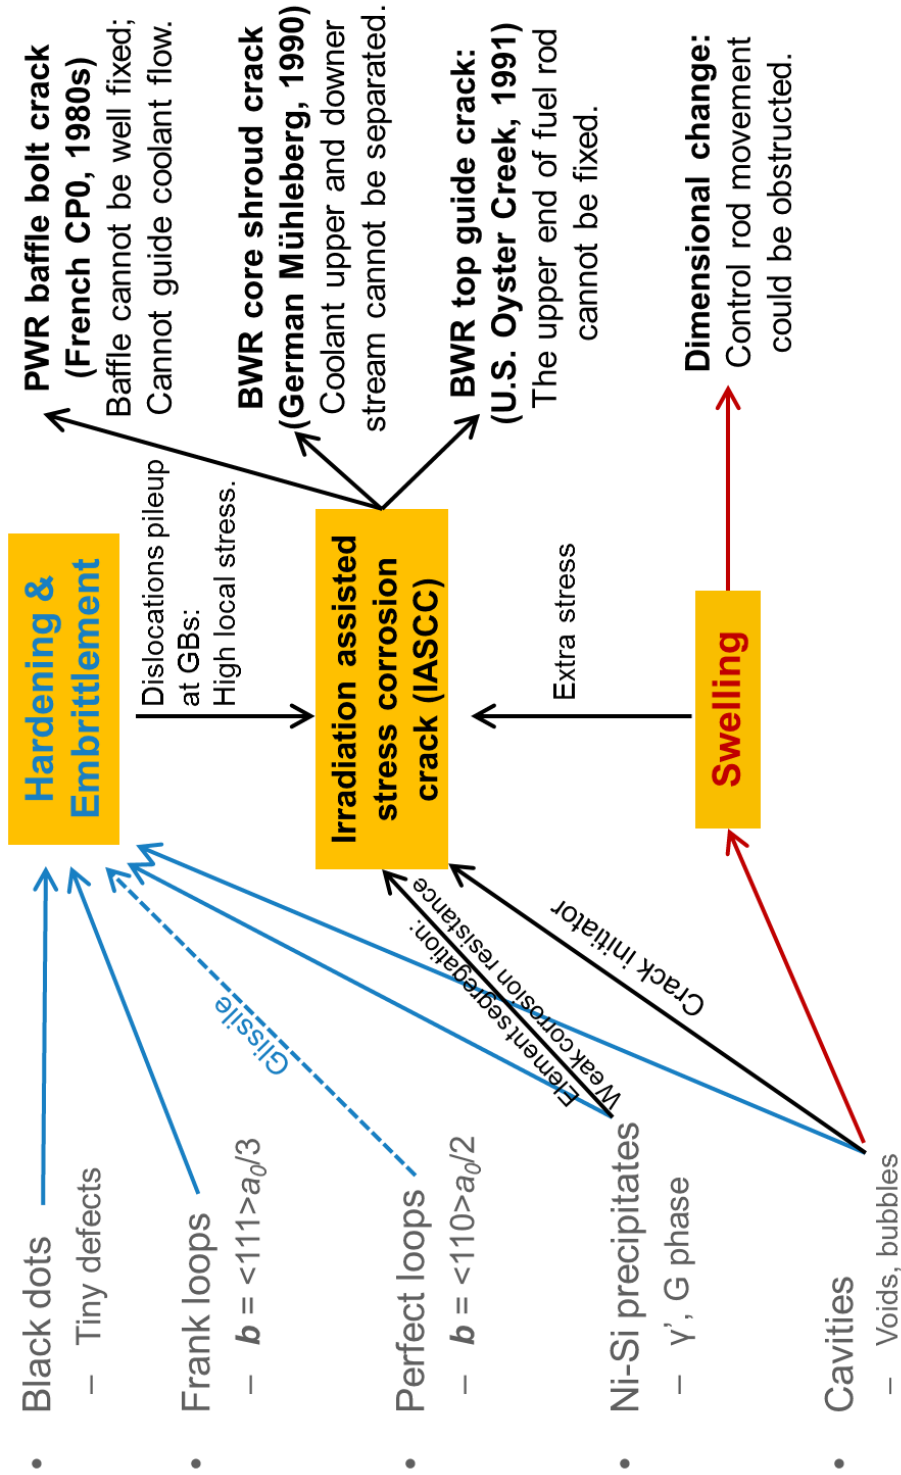 • Black dots
– Tiny defects
• Frank loops
– b = <111>a0/3
• Perfect loops
– b = <110>a0/2
• Ni-Si precipitates
– γ’, G phase
• Cavities
– Voids, bubbles
Glissile
Element segregation:
Weak corrosion resistance
Crack initiator
Hardening &
Embrittlement
Dislocations pileup
at GBs:
High local stress.
Irradiation assisted
stress corrosion
crack (IASCC)
Extra stress
Swelling
PWR baffle bolt crack
(French CP0, 1980s)
Baffle cannot be well fixed;
Cannot guide coolant flow.
BWR core shroud crack
(German Mühleberg, 1990)
Coolant upper and downer
stream cannot be separated.
BWR top guide crack:
(U.S. Oyster Creek, 1991)
The upper end of fuel rod
cannot be fixed.
Dimensional change:
Control rod movement
could be obstructed.